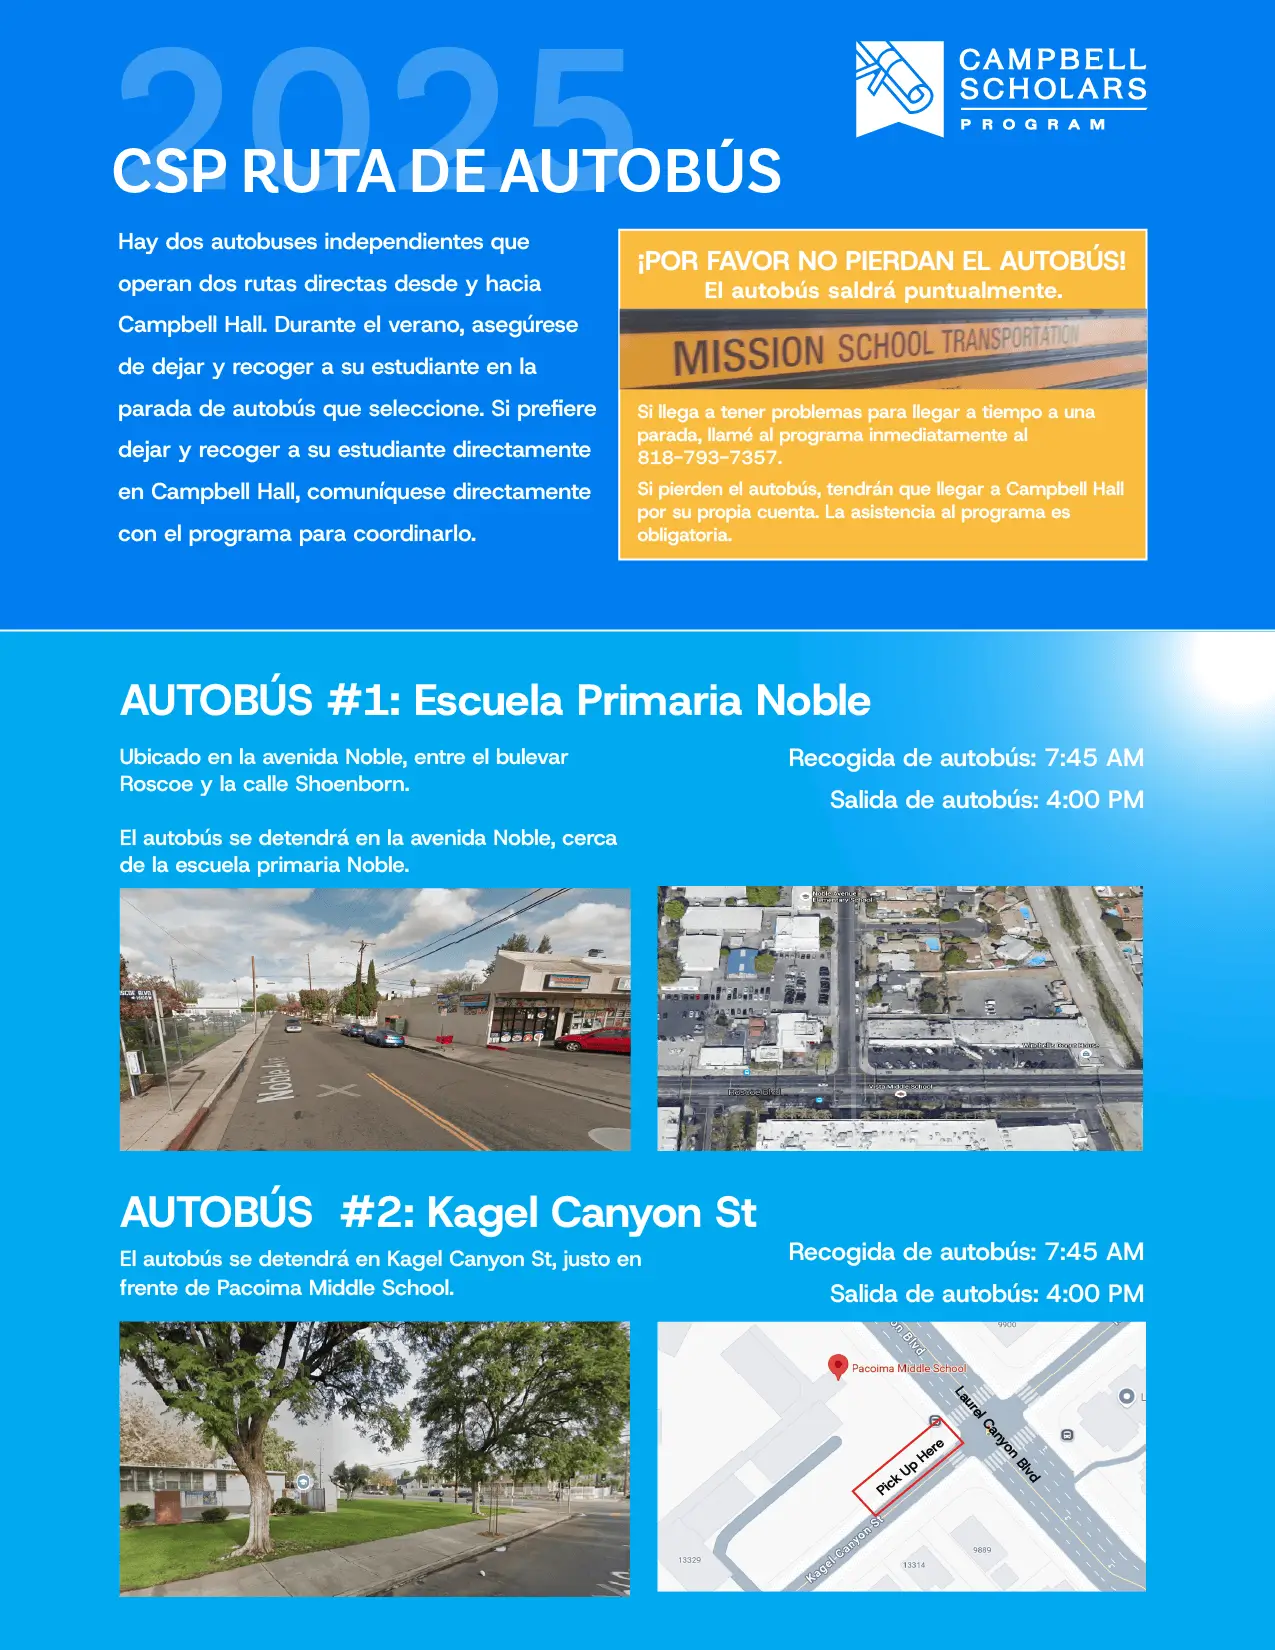 2025
CAMPBELL
SCHOLARS
PROGRAM
CSP RUTA DE AUTOBÚS
Hay dos autobuses independientes que
operan dos rutas directas desde y hacia
Campbell Hall. Durante el verano, asegúrese
de dejar y recoger a su estudiante en la
parada de autobús que seleccione. Si prefiere
dejar y recoger a su estudiante directamente
en Campbell Hall, comuníquese directamente
con el programa para coordinarlo.
¡POR FAVOR NO PIERDAN EL AUTOBÚS!
El autobús saldrá puntualmente.
MISSION SCHOOL TRANSPORTATION
Si llega a tener problemas para llegar a tiempo a una
parada, llamé al programa inmediatamente al
818-793-7357.
Si pierden el autobús, tendrán que llegar a Campbell Hall
por su propia cuenta. La asistencia al programa es
obligatoria.
AUTOBÚS #1: Escuela Primaria Noble
Ubicado en la avenida Noble, entre el bulevar
Roscoe y la calle Shoenborn.
El autobús se detendrá en la avenida Noble, cerca
de la escuela primaria Noble.
Recogida de autobús: 7:45 AM
Salida de autobús: 4:00 PM
Noble Ave
Noble Avenue
Elementary School
Winchell's Donut House
Vista Middle School
Roscoe Blvd
AUTOBÚS #2: Kagel Canyon St
El autobús se detendrá en Kagel Canyon St, justo en
frente de Pacoima Middle School.
Recogida de autobús: 7:45 AM
Salida de autobús: 4:00 PM
on Blvd
9900
Pacoima Middle School
Laurel Canyon Blvd
L
Pick Up Here
Kagel Canyon St
13329
13314
9889